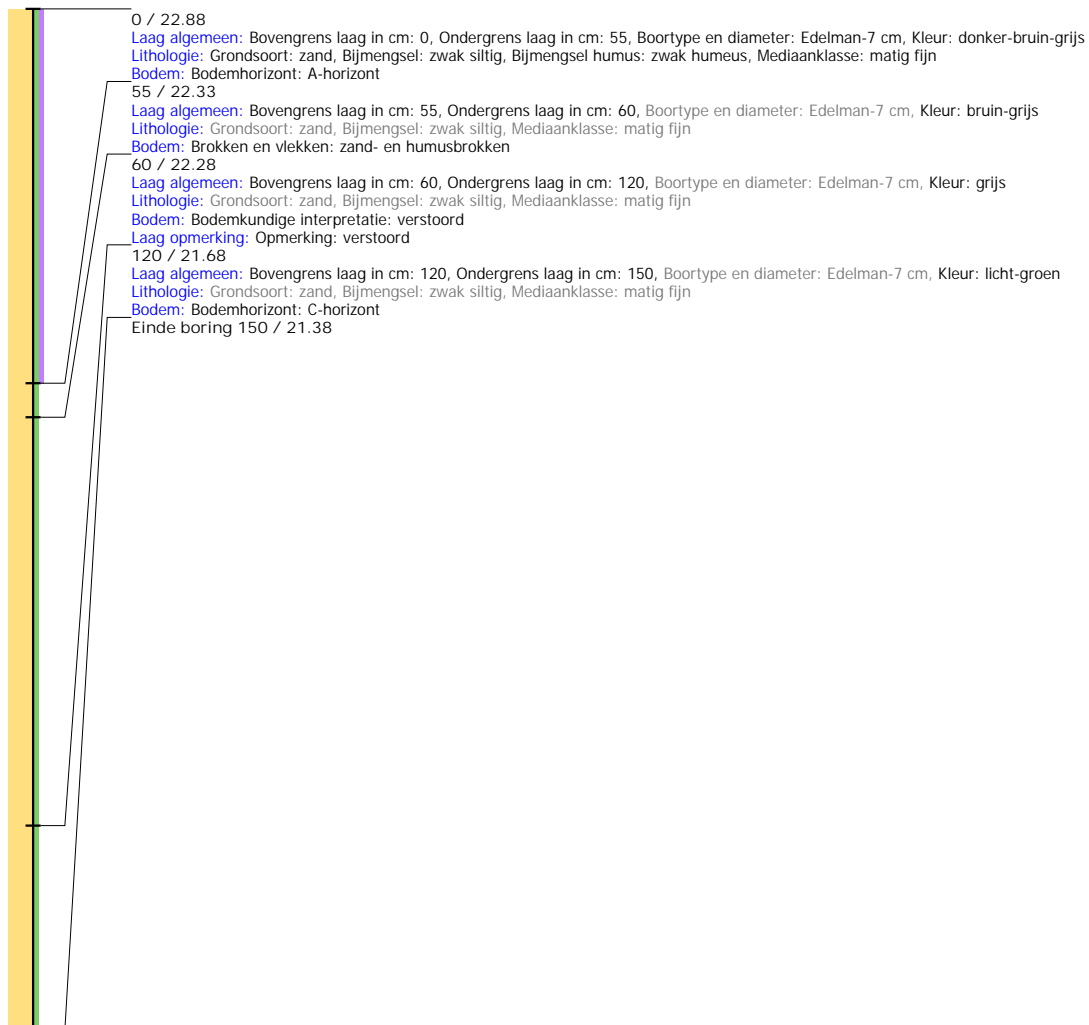 0 / 22.88
Laag algemeen: Bovengrens laag in cm: 0, Ondergrens laag in cm: 55, Boortype en diameter: Edelman-7 cm, Kleur: donker-bruin-grijs
Lithologie: Grondsoort: zand, Bijmengsel: zwak siltig, Bijmengsel humus: zwak humeus, Mediaanklasse: matig fijn
Bodem: Bodemhorizont: A-horizont
55 / 22.33
Laag algemeen: Bovengrens laag in cm: 55, Ondergrens laag in cm: 60, Boortype en diameter: Edelman-7 cm, Kleur: bruin-grijs
Lithologie: Grondsoort: zand, Bijmengsel: zwak siltig, Mediaanklasse: matig fijn
Bodem: Brokken en vlekken: zand- en humusbrokken
60 / 22.28
Laag algemeen: Bovengrens laag in cm: 60, Ondergrens laag in cm: 120, Boortype en diameter: Edelman-7 cm, Kleur: grijs
Lithologie: Grondsoort: zand, Bijmengsel: zwak siltig, Mediaanklasse: matig fijn
Bodem: Bodemkundige interpretatie: verstoord
Laag opmerking: Opmerking: verstoord
120 / 21.68
Laag algemeen: Bovengrens laag in cm: 120, Ondergrens laag in cm: 150, Boortype en diameter: Edelman-7 cm, Kleur: licht-groen
Lithologie: Grondsoort: zand, Bijmengsel: zwak siltig, Mediaanklasse: matig fijn
Bodem: Bodemhorizont: C-horizont
Einde boring 150 / 21.38